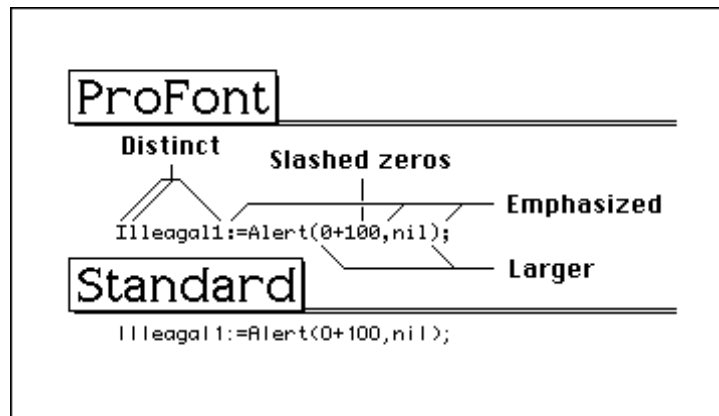 ProFont
Distinct
Slashed zeros
Emphasized
Illeagal1:=Alert(0+100,nil);
Larger
Standard
Illeagal1:=Alert(0+100,nil);